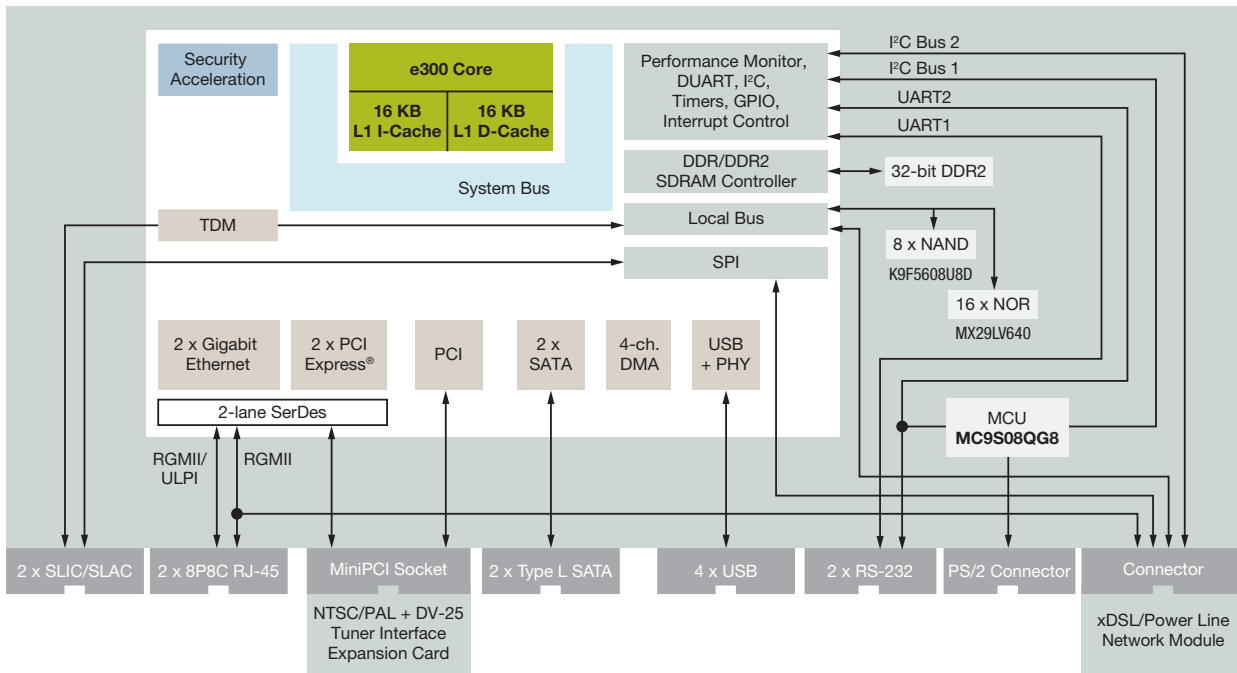 Security
Acceleration
e300 Core
16 KB
L1 I-Cache
16 KB
L1 D-Cache
System Bus
Performance Monitor,
DUART, I²C,
Timers, GPIO,
Interrupt Control
I²C Bus 2
I²C Bus 1
UART2
UART1
DDR/DDR2
SDRAM Controller
32-bit DDR2
TDM
Local Bus
8 x NAND
K9F5608U8D
SPI
16 x NOR
MX29LV640
2 x Gigabit
Ethernet
2 x PCI
Express®
PCI
2 x
SATA
4-ch.
DMA
USB
+ PHY
2-lane SerDes
MCU
MC9S08QG8
RGMII/
ULPI
RGMII
2 x SLIC/SLAC
2 x 8P8C RJ-45
MiniPCI Socket
2 x Type L SATA
4 x USB
2 x RS-232
PS/2 Connector
Connector
NTSC/PAL + DV-25
Tuner Interface
Expansion Card
xDSL/Power Line
Network Module